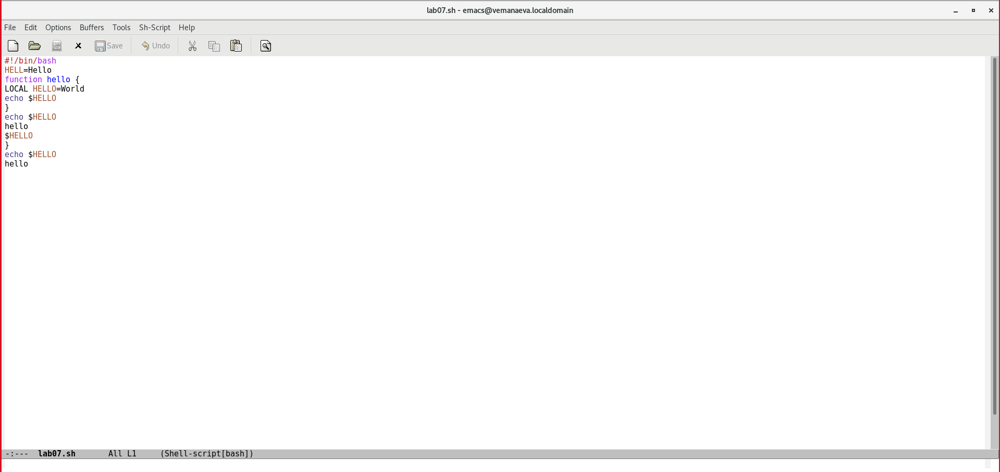 lab07.sh - emacs@vemanaeva.localdomain
File Edit Options Buffers Tools Sh-Script Help
Save Undo
#!/bin/bash
HELL=Hello
function hello {
LOCAL HELLO=World
echo $HELLO
}
echo $HELLO
hello
$HELLO
}
echo $HELLO
hello
-:--- lab07.sh All L1 (Shell-script[bash])